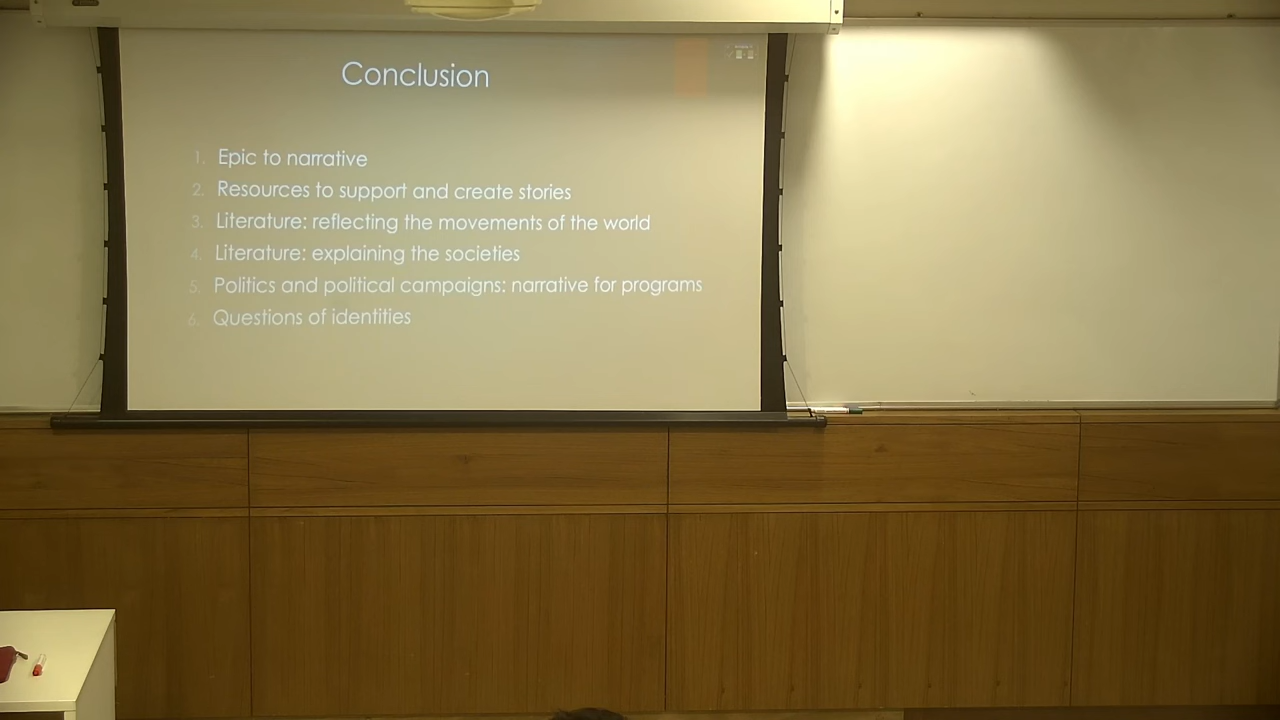 Conclusion
1. Epic to narrative
2. Resources to support and create stories
3. Literature: reflecting the movements of the world
4. Literature: explaining the societies
5. Politics and political campaigns: narrative for programs
6. Questions of identities